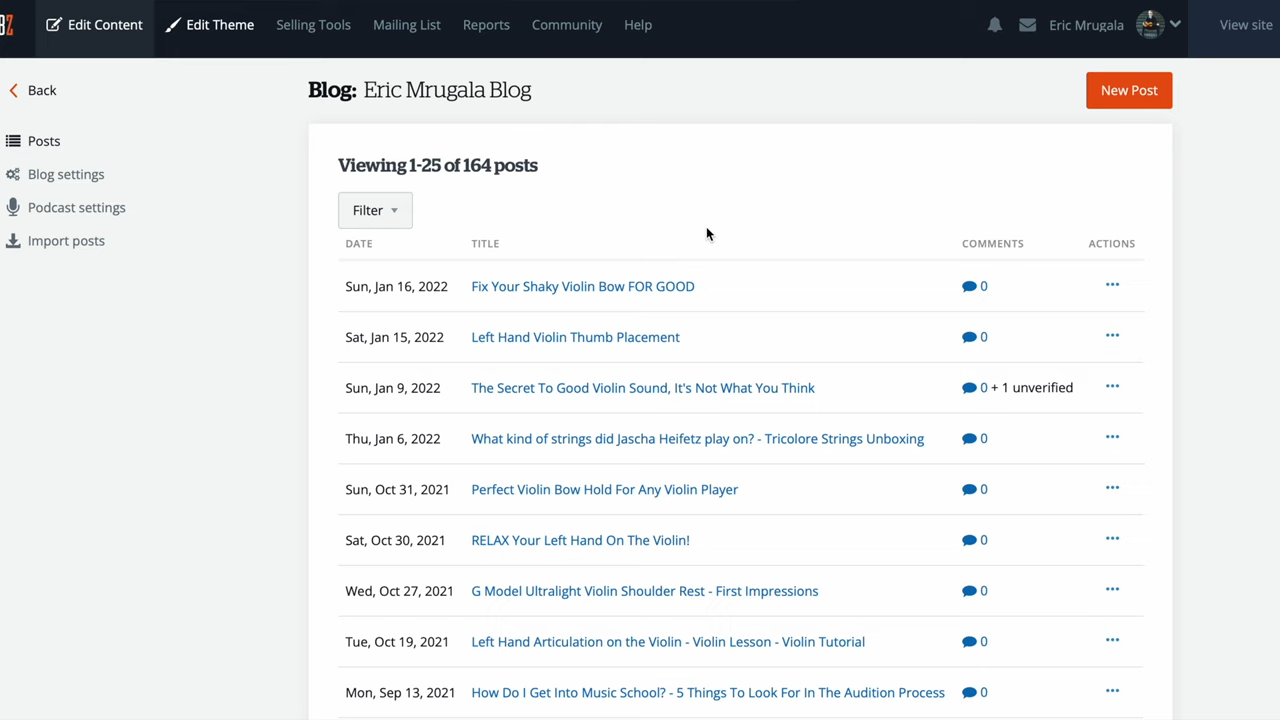 Edit Content
Edit Theme
Selling Tools
Mailing List
Reports
Community
Help
Eric Mrugala
View site
Back
Blog: Eric Mrugala Blog
New Post
Posts
Blog settings
Podcast settings
Import posts
Viewing 1-25 of 164 posts
Filter
DATE TITLE COMMENTS ACTIONS
Sun, Jan 16, 2022 Fix Your Shaky Violin Bow FOR GOOD 0
Sat, Jan 15, 2022 Left Hand Violin Thumb Placement 0
Sun, Jan 9, 2022 The Secret To Good Violin Sound, It's Not What You Think 0 + 1 unverified
Thu, Jan 6, 2022 What kind of strings did Jascha Heifetz play on? - Tricolore Strings Unboxing 0
Sun, Oct 31, 2021 Perfect Violin Bow Hold For Any Violin Player 0
Sat, Oct 30, 2021 RELAX Your Left Hand On The Violin! 0
Wed, Oct 27, 2021 G Model Ultralight Violin Shoulder Rest - First Impressions 0
Tue, Oct 19, 2021 Left Hand Articulation on the Violin - Violin Lesson - Violin Tutorial 0
Mon, Sep 13, 2021 How Do I Get Into Music School? - 5 Things To Look For In The Audition Process 0